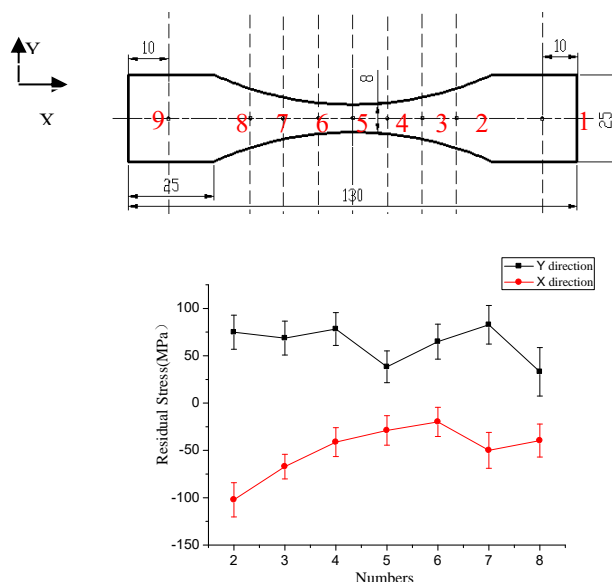 Y
X
10
10
8
9 8 7 6 5 4 3 2 1
25
25
130
Y direction
X direction
Residual Stress(MPa)
100
50
0
-50
-100
-150
2 3 4 5 6 7 8
Numbers